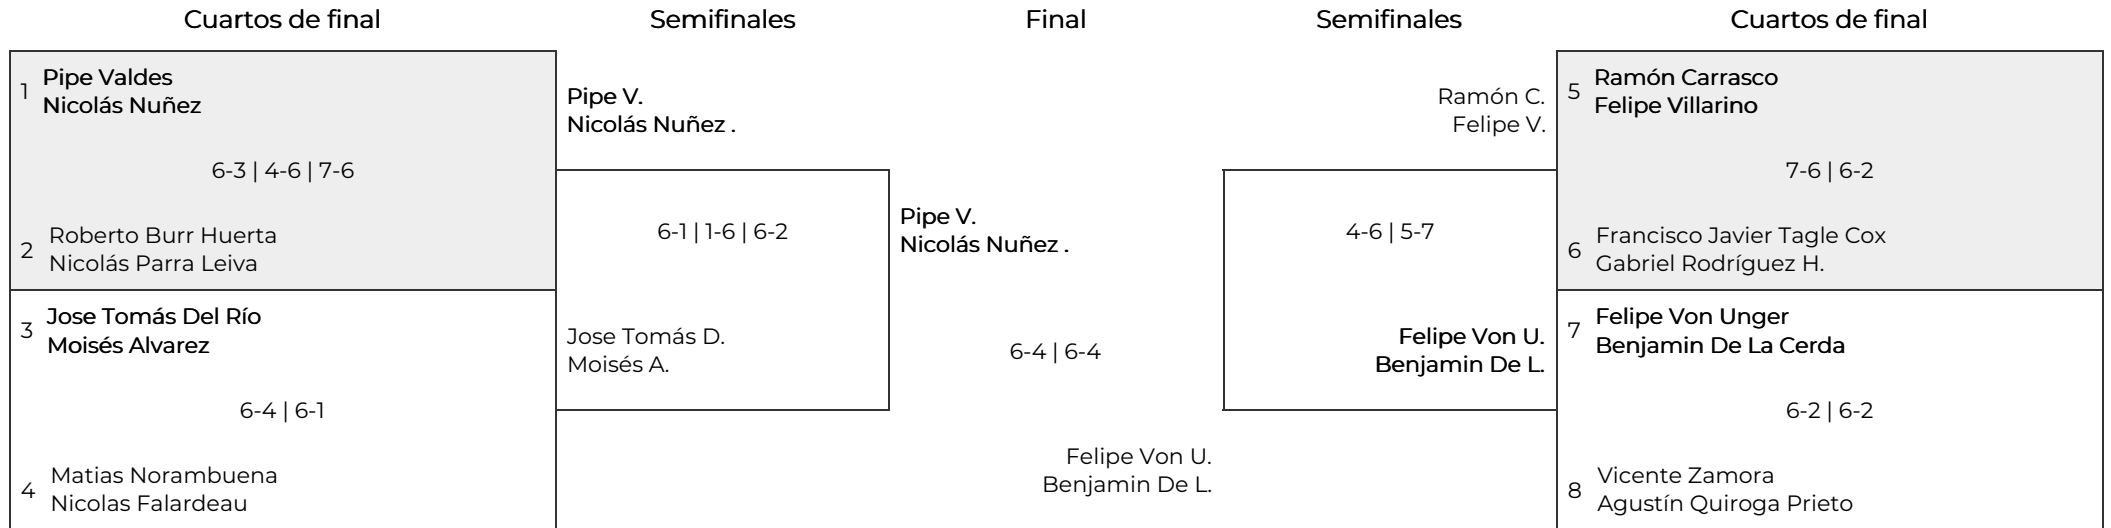 Cuartos de final
Semifinales
Final
Semifinales
Cuartos de final
1
Pipe Valdes
Nicolás Nuñez
6-3 | 4-6 | 7-6
2
Roberto Burr Huerta
Nicolás Parra Leiva
3
Jose Tomás Del Río
Moisés Alvarez
6-4 | 6-1
4
Matias Norambuena
Nicolas Falardeau
Pipe V.
Nicolás Nuñez .
6-1 | 1-6 | 6-2
Jose Tomás D.
Moisés A.
Pipe V.
Nicolás Nuñez .
6-4 | 6-4
Felipe Von U.
Benjamin De L.
Ramón C.
Felipe V.
4-6 | 5-7
Felipe Von U.
Benjamin De L.
5
Ramón Carrasco
Felipe Villarino
7-6 | 6-2
6
Francisco Javier Tagle Cox
Gabriel Rodríguez H.
7
Felipe Von Unger
Benjamin De La Cerda
6-2 | 6-2
8
Vicente Zamora
Agustín Quiroga Prieto